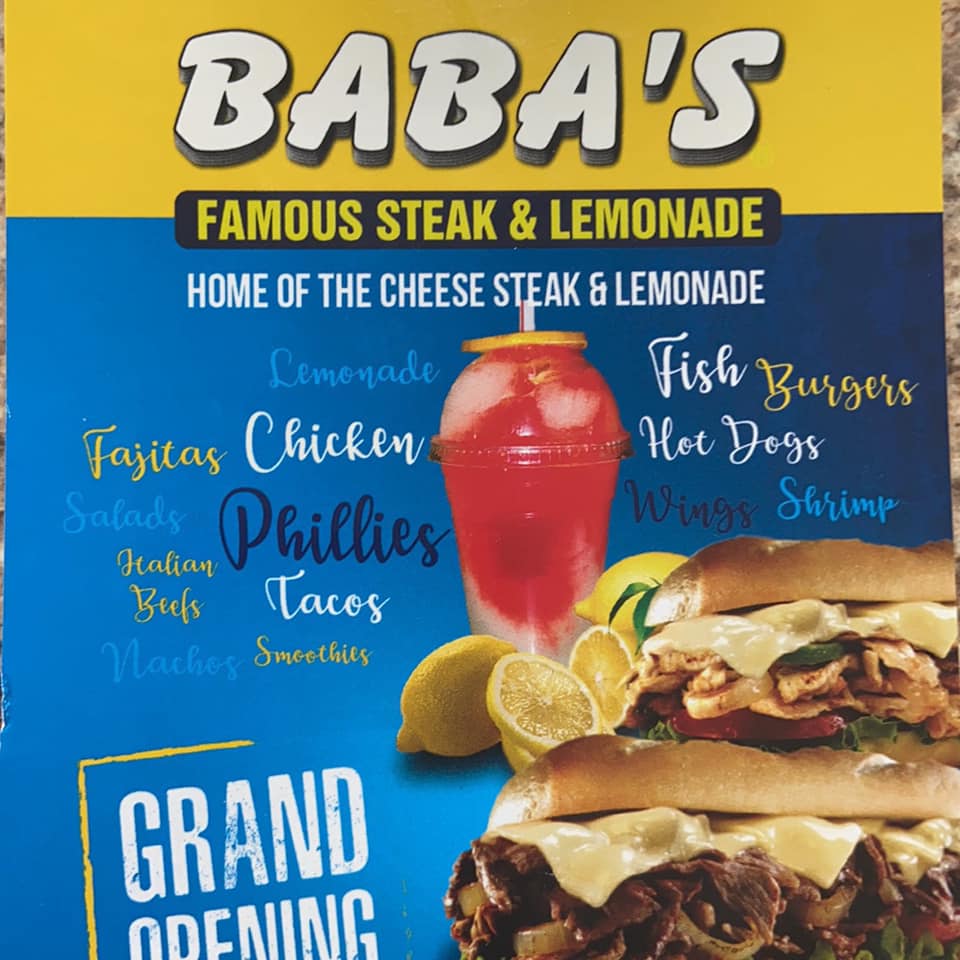 BABA'S
FAMOUS STEAK & LEMONADE
HOME OF THE CHEESE STEAK & LEMONADE
Lemonade
Fajitas
Chicken
Salads
Phillies
Italian
Beefs
Tacos
Nachos
Smoothies
Fish
Burgers
Hot Dogs
Wings
Shrimp
GRAND
OPENING